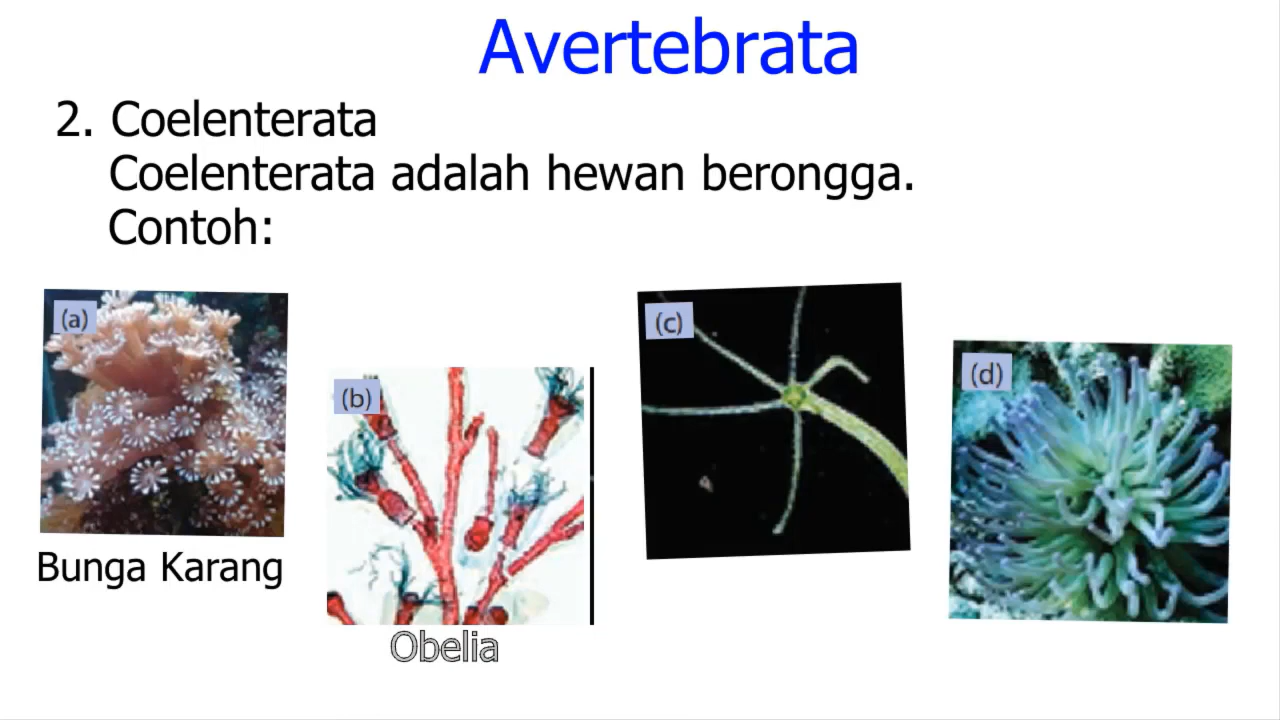 Avertebrata
2. Coelenterata
Coelenterata adalah hewan berongga.
Contoh:
(a)
(b)
(c)
(d)
Bunga Karang
Obelia